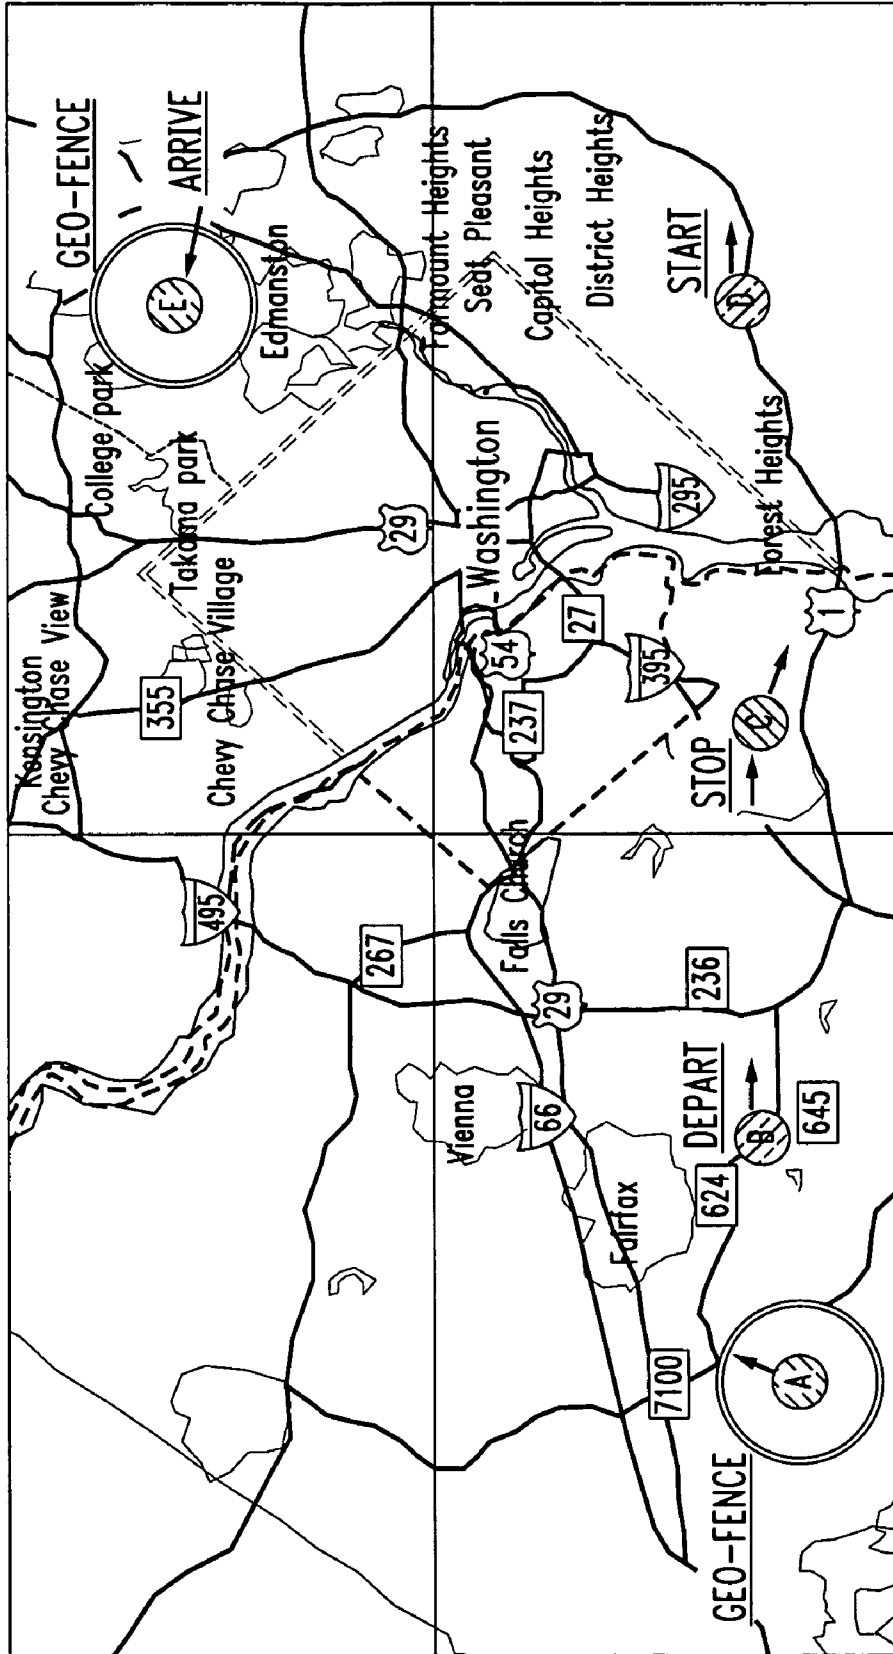 GEO-FENCE
ARRIVE
E
Edmanston
College park
Takoma park
Kensington
Chevy Chase View
Chevy Chase Village
355
29
495
267
Fairmount Heights
Seat Pleasant
Capitol Heights
District Heights
Washington
Forest Heights
START
D
295
27
54
237
395
1
STOP
C
Falls Church
29
236
Vienna
66
Fairfax
DEPART
B
645
624
7100
A
GEO-FENCE